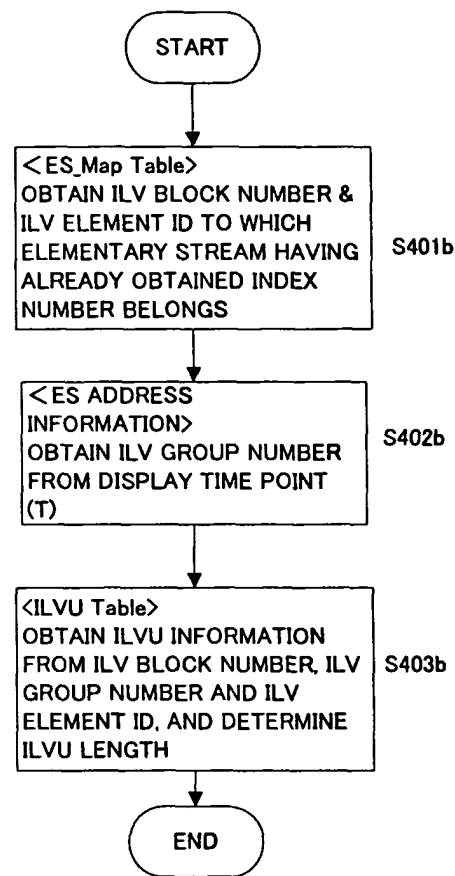 START
<ES_Map Table>
OBTAIN ILV BLOCK NUMBER &
ILV ELEMENT ID TO WHICH
ELEMENTARY STREAM HAVING
ALREADY OBTAINED INDEX
NUMBER BELONGS
S401b
<ES ADDRESS
INFORMATION>
OBTAIN ILV GROUP NUMBER
FROM DISPLAY TIME POINT
(T)
S402b
<ILVU Table>
OBTAIN ILVU INFORMATION
FROM ILV BLOCK NUMBER, ILV
GROUP NUMBER AND ILV
ELEMENT ID, AND DETERMINE
ILVU LENGTH
S403b
END